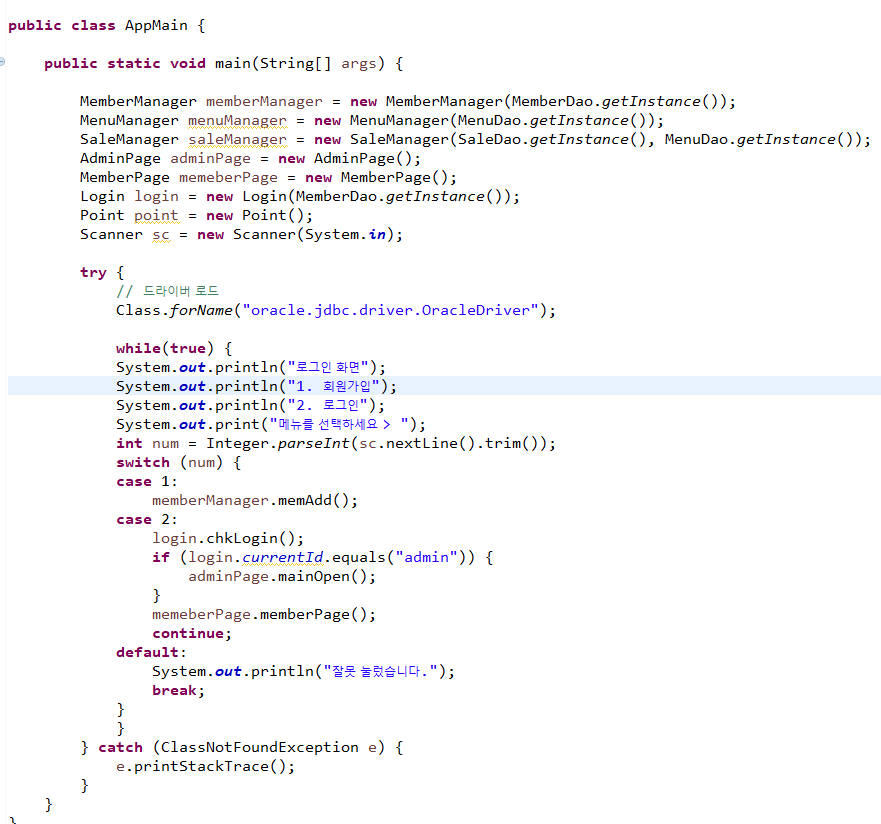 public class AppMain {
public static void main(String[] args) {
MemberManager memberManager = new MemberManager(MemberDao.getInstance());
MenuManager menuManager = new MenuManager(MenuDao.getInstance());
SaleManager saleManager = new SaleManager(SaleDao.getInstance(), MenuDao.getInstance());
AdminPage adminPage = new AdminPage();
MemberPage memeberPage = new MemberPage();
Login login = new Login(MemberDao.getInstance());
Point point = new Point();
Scanner sc = new Scanner(System.in);
try {
// 드라이버 로드
Class.forName("oracle.jdbc.driver.OracleDriver");
while(true) {
System.out.println("로그인 화면");
System.out.println("1. 회원가입");
System.out.println("2. 로그인");
System.out.print("메뉴를 선택하세요 > ");
int num = Integer.parseInt(sc.nextLine().trim());
switch (num) {
case 1:
memberManager.memAdd();
case 2:
login.chkLogin();
if (login.currentId.equals("admin")) {
adminPage.mainOpen();
}
memeberPage.memberPage();
continue;
default:
System.out.println("잘못 눌렀습니다.");
break;
}
}
} catch (ClassNotFoundException e) {
e.printStackTrace();
}
}
}